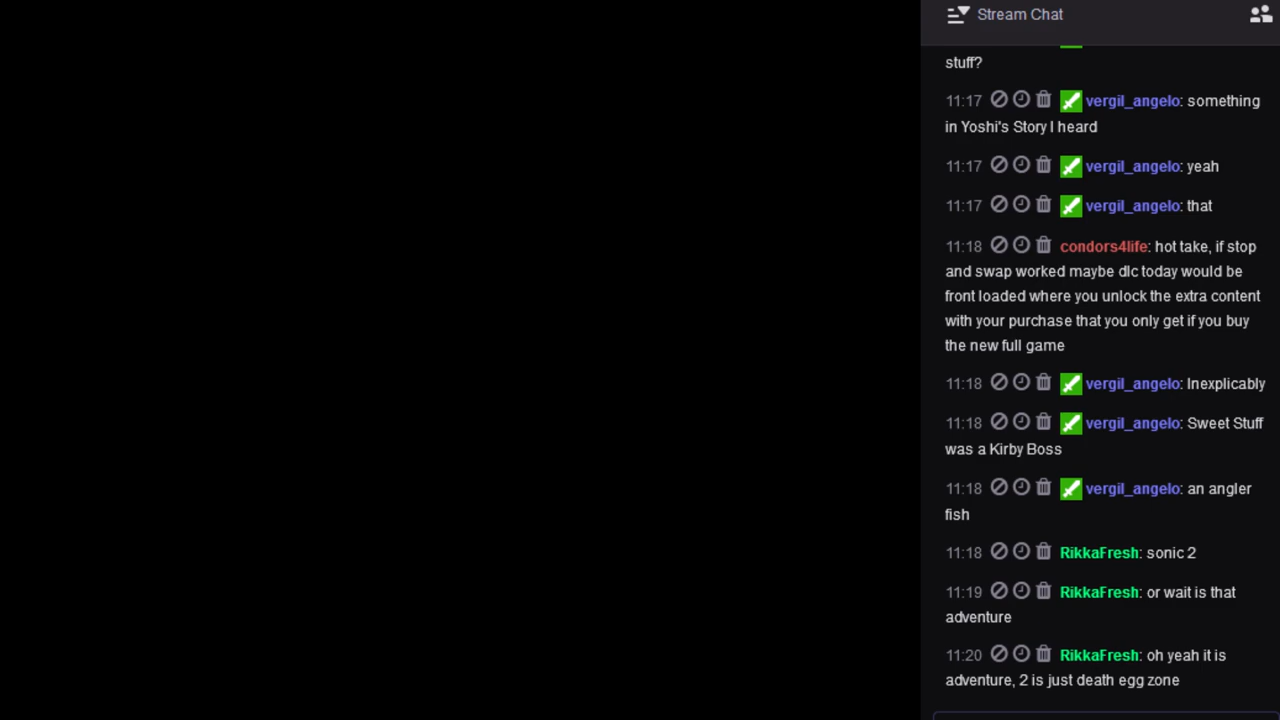 Stream Chat
stuff?
11:17 vergil_angelo: something
in Yoshi's Story I heard
11:17 vergil_angelo: yeah
11:17 vergil_angelo: that
11:18 condors4life: hot take, if stop
and swap worked maybe dlc today would be
front loaded where you unlock the extra content
with your purchase that you only get if you buy
the new full game
11:18 vergil_angelo: Inexplicably
11:18 vergil_angelo: Sweet Stuff
was a Kirby Boss
11:18 vergil_angelo: an angler
fish
11:18 RikkaFresh: sonic 2
11:19 RikkaFresh: or wait is that
adventure
11:20 RikkaFresh: oh yeah it is
adventure, 2 is just death egg zone